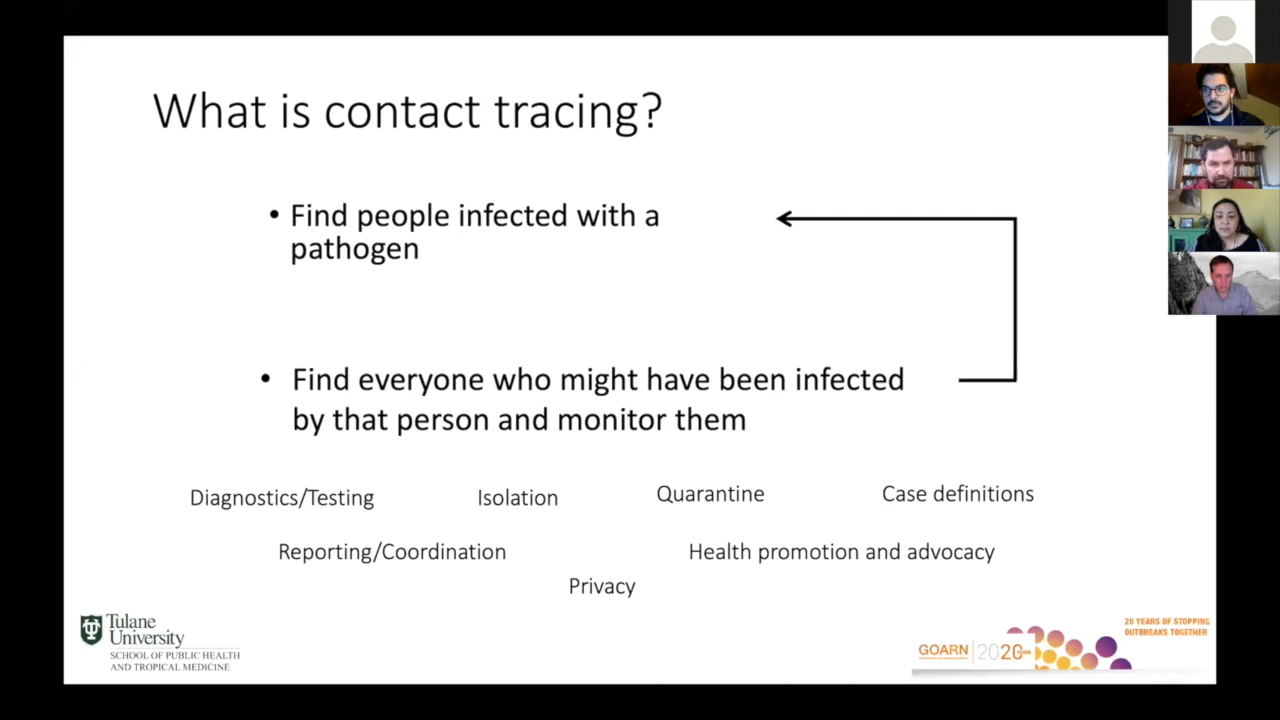 What is contact tracing?
• Find people infected with a
pathogen
• Find everyone who might have been infected
by that person and monitor them
Diagnostics/Testing
Isolation
Quarantine
Case definitions
Reporting/Coordination
Health promotion and advocacy
Privacy
Tulane
University
SCHOOL OF PUBLIC HEALTH
AND TROPICAL MEDICINE
GOARN
2020
20 YEARS OF STOPPING
OUTBREAKS TOGETHER